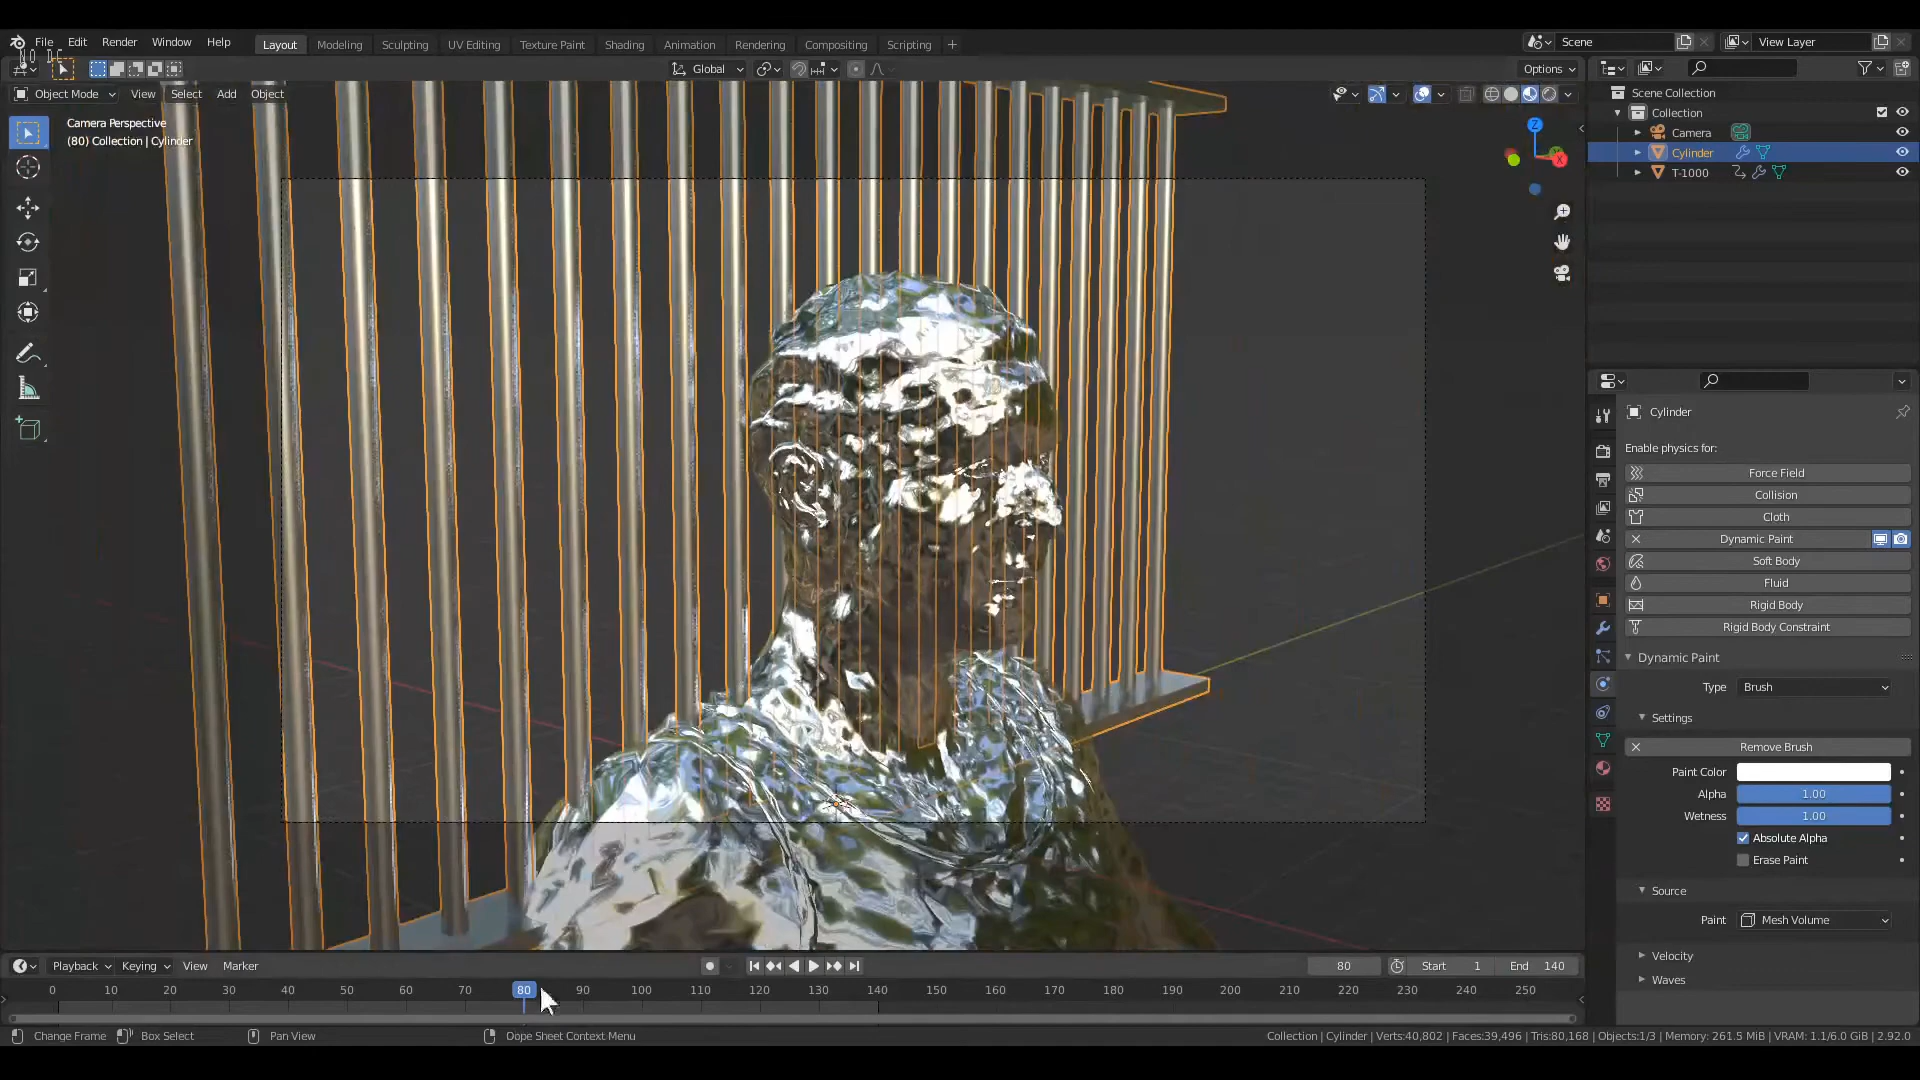 File Edit Render Window Help Layout Modeling Sculpting UV Editing Texture Paint Shading Animation Rendering Compositing Scripting + Scene View Layer
Global Options
Object Mode View Select Add Object
Camera Perspective
(80) Collection | Cylinder
Z
X
Scene Collection
Collection
Camera
Cylinder
T-1000
Cylinder
Enable physics for:
Force Field
Collision
Cloth
Dynamic Paint
Soft Body
Fluid
Rigid Body
Rigid Body Constraint
Dynamic Paint
Type Brush
Settings
Remove Brush
Paint Color
Alpha 1.00
Wetness 1.00
Absolute Alpha
Erase Paint
Source
Paint Mesh Volume
Velocity
Waves
Playback Keying View Marker 80 Start 1 End 140
0 10 20 30 40 50 60 70 80 90 100 110 120 130 140 150 160 170 180 190 200 210 220 230 240 250
Change Frame Box Select Pan View Dope Sheet Context Menu Collection | Cylinder | Verts:40,802 | Faces:39,496 | Tris:80,168 | Objects:1/3 | Memory: 261.5 MiB | VRAM: 1.1/6.0 GiB | 2.92.0